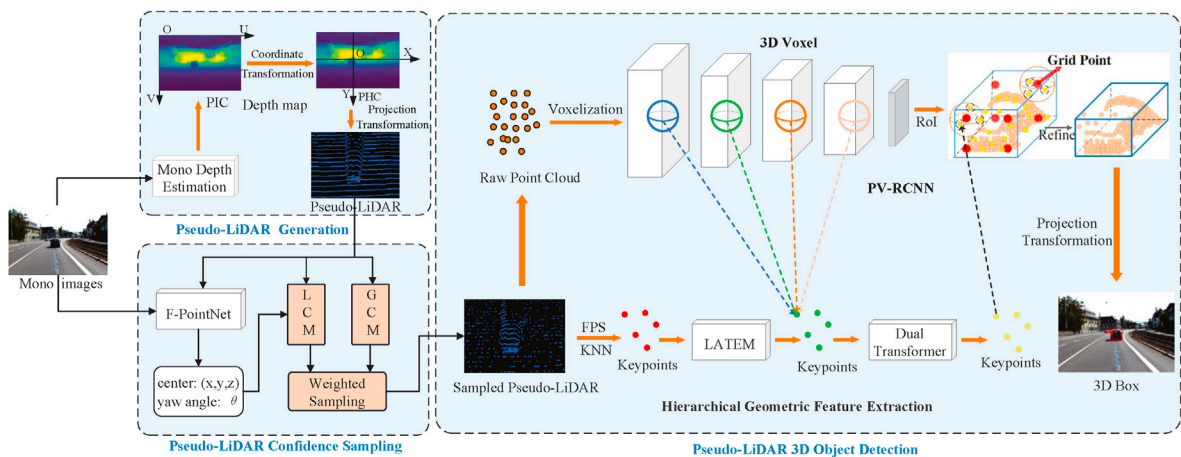 O
U
V
PIC
Coordinate
Transformation
Depth map
O
X
Y
PHC
Projection
Transformation
Mono Depth
Estimation
Pseudo-LiDAR
Pseudo-LiDAR Generation
Mono images
F-PointNet
center: (x,y,z)
yaw angle: θ
L
C
M
G
C
M
Weighted
Sampling
Pseudo-LiDAR Confidence Sampling
3D Voxel
Raw Point Cloud
Voxelization
RoI
Grid Point
Refine
PV-RCNN
Projection
Transformation
Sampled Pseudo-LiDAR
FPS
KNN
Keypoints
LATEM
Keypoints
Dual
Transformer
Keypoints
3D Box
Hierarchical Geometric Feature Extraction
Pseudo-LiDAR 3D Object Detection